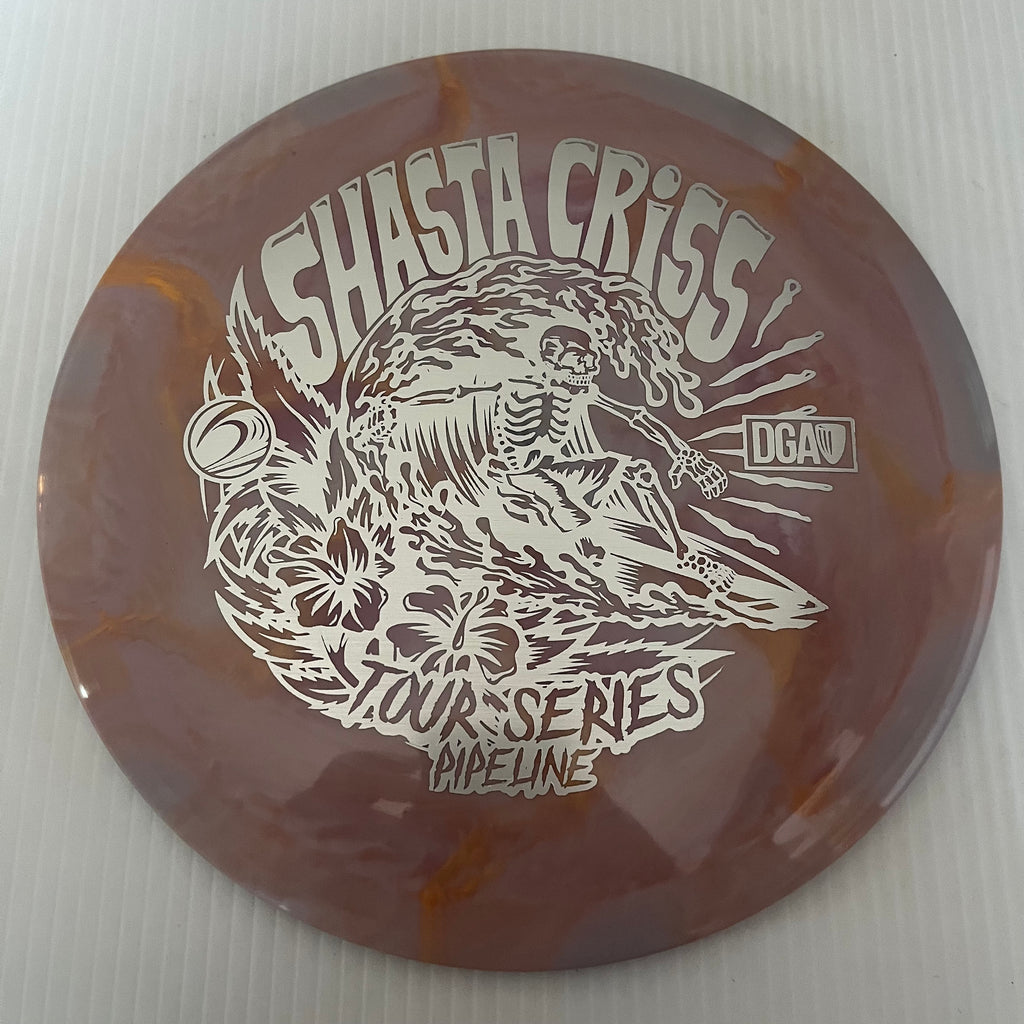 SHASTA CRiSS
DGA
TOUR SERIES
PIPELINE